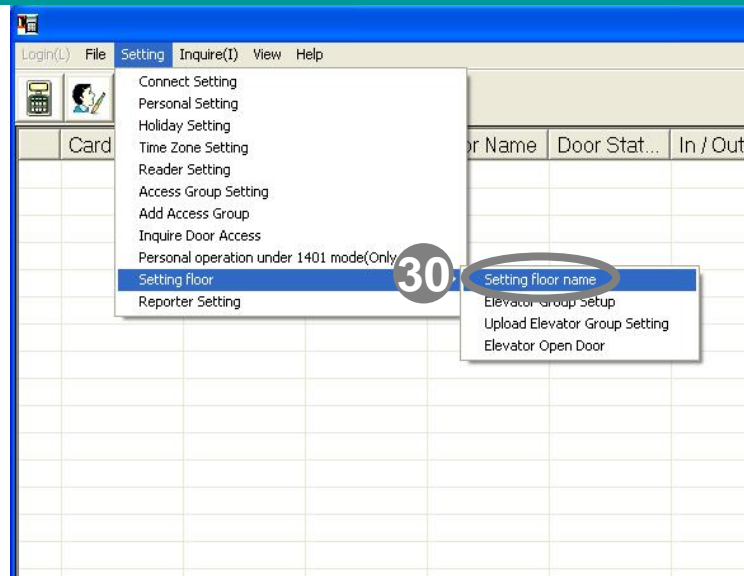 Login(L) File Setting Inquire(I) View Help
Connect Setting
Personal Setting
Holiday Setting
Time Zone Setting
Reader Setting
Access Group Setting
Add Access Group
Inquire Door Access
Personal operation under 1401 mode(Only
Setting floor
Reporter Setting
Card
or Name
Door Stat...
In / Out
30
Setting floor name
Elevator Group Setup
Upload Elevator Group Setting
Elevator Open Door